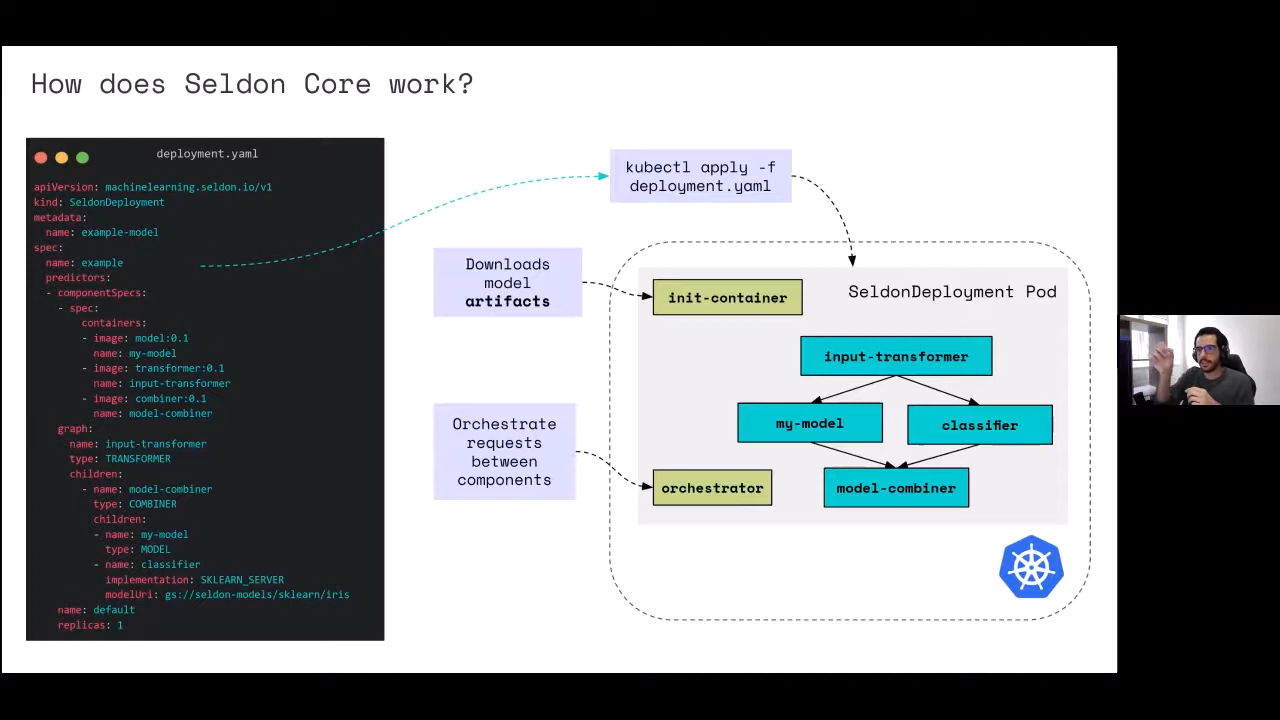 How does Seldon Core work?
deployment.yaml
apiVersion: machinelearning.seldon.io/v1
kind: SeldonDeployment
metadata:
name: example-model
spec:
name: example
predictors:
- componentSpecs:
- spec:
containers:
- image: model:0.1
name: my-model
- image: transformer:0.1
name: input-transformer
- image: combiner:0.1
name: model-combiner
graph:
name: input-transformer
type: TRANSFORMER
children:
- name: model-combiner
type: COMBINER
children:
- name: my-model
type: MODEL
- name: classifier
implementation: SKLEARN_SERVER
modelUri: gs://seldon-models/sklearn/iris
name: default
replicas: 1
kubectl apply -f
deployment.yaml
Downloads
model
artifacts
init-container
SeldonDeployment Pod
input-transformer
my-model
classifier
Orchestrate
requests
between
components
orchestrator
model-combiner